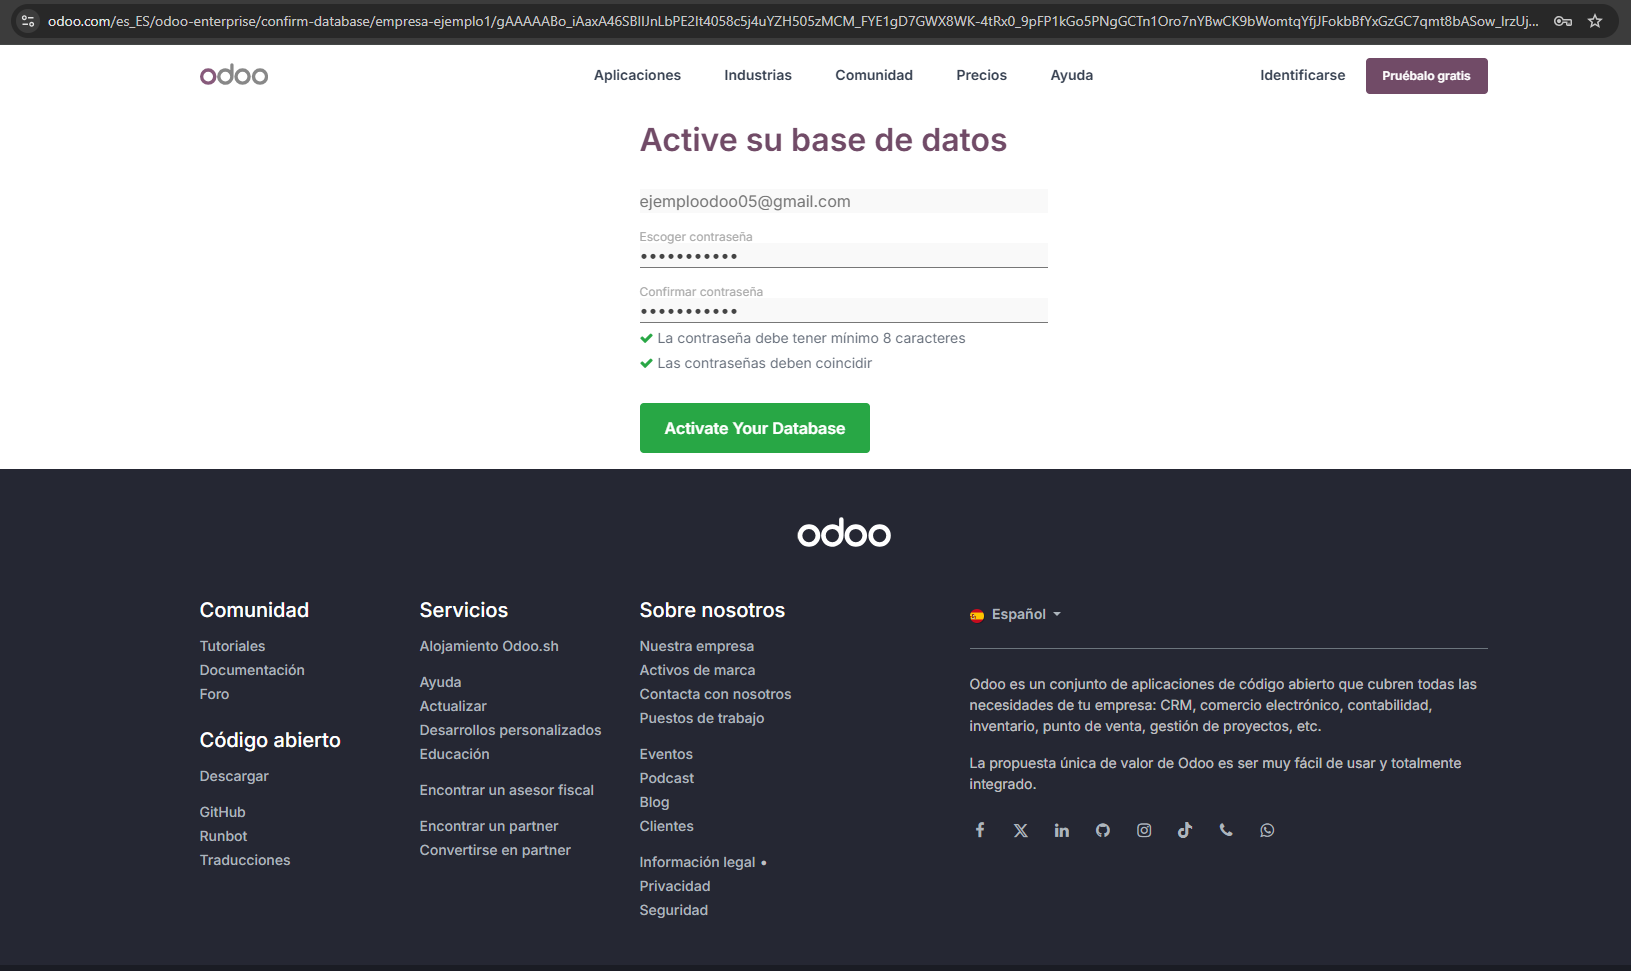 odoo.com/es_ES/odoo-enterprise/confirm-database/empresa-ejemplo1/gAAAAABo_iAaxA46SBlIJnLbPE2It4058c5j4uYZH505zMCM_FYE1gD7GWX8WK-4tRx0_9pFP1kGo5PNgGCTn1Oro7nYBwCK9bWomtqYfjJFokbBfYxGzGC7qmt8bASow_IrzUj...
odoo
Aplicaciones Industrias Comunidad Precios Ayuda Identificarse Pruébalo gratis
Active su base de datos
ejemploodoo05@gmail.com
Escoger contraseña
•••••••••••
Confirmar contraseña
•••••••••••
La contraseña debe tener mínimo 8 caracteres
Las contraseñas deben coincidir
Activate Your Database
odoo
Comunidad
Tutoriales
Documentación
Foro
Código abierto
Descargar
GitHub
Runbot
Traducciones
Servicios
Alojamiento Odoo.sh
Ayuda
Actualizar
Desarrollos personalizados
Educación
Encontrar un asesor fiscal
Encontrar un partner
Convertirse en partner
Sobre nosotros
Nuestra empresa
Activos de marca
Contacta con nosotros
Puestos de trabajo
Eventos
Podcast
Blog
Clientes
Información legal •
Privacidad
Seguridad
Español
Odoo es un conjunto de aplicaciones de código abierto que cubren todas las
necesidades de tu empresa: CRM, comercio electrónico, contabilidad,
inventario, punto de venta, gestión de proyectos, etc.
La propuesta única de valor de Odoo es ser muy fácil de usar y totalmente
integrado.